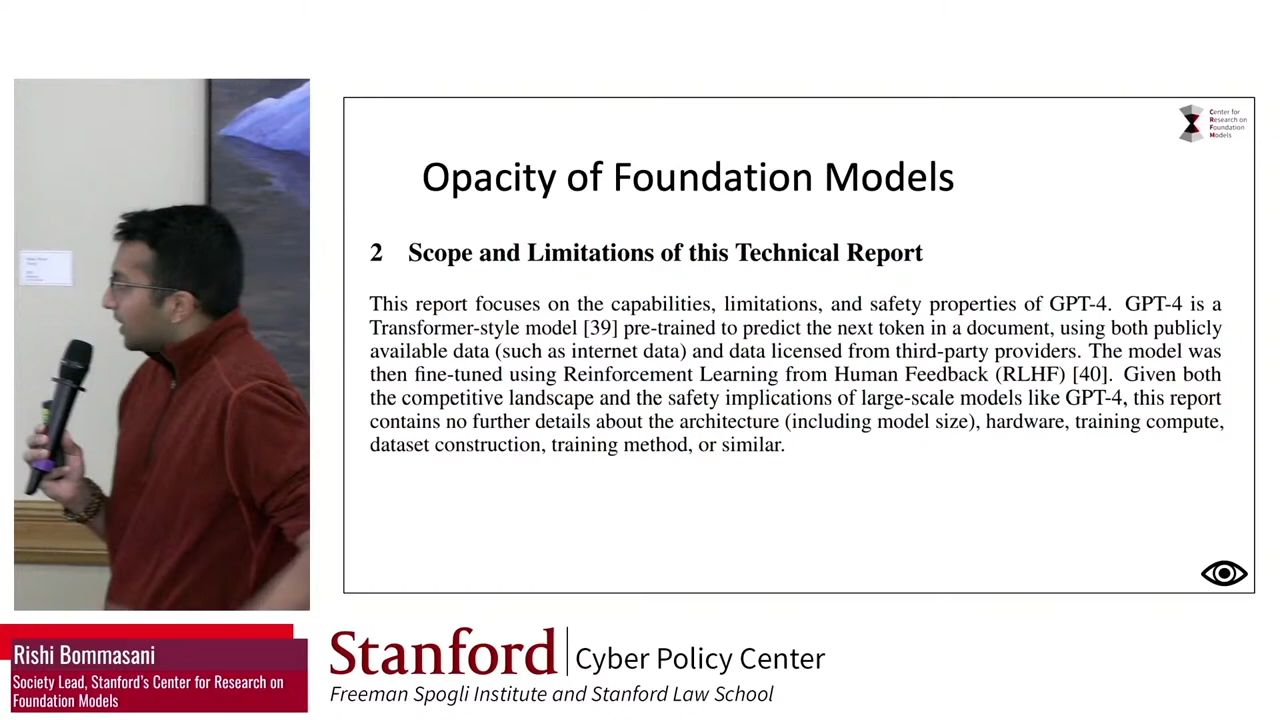 Center for
Research on
Foundation
Models
Opacity of Foundation Models
2 Scope and Limitations of this Technical Report
This report focuses on the capabilities, limitations, and safety properties of GPT-4. GPT-4 is a
Transformer-style model [39] pre-trained to predict the next token in a document, using both publicly
available data (such as internet data) and data licensed from third-party providers. The model was
then fine-tuned using Reinforcement Learning from Human Feedback (RLHF) [40]. Given both
the competitive landscape and the safety implications of large-scale models like GPT-4, this report
contains no further details about the architecture (including model size), hardware, training compute,
dataset construction, training method, or similar.
Rishi Bommasani
Society Lead, Stanford's Center for Research on
Foundation Models
Stanford
Cyber Policy Center
Freeman Spogli Institute and Stanford Law School